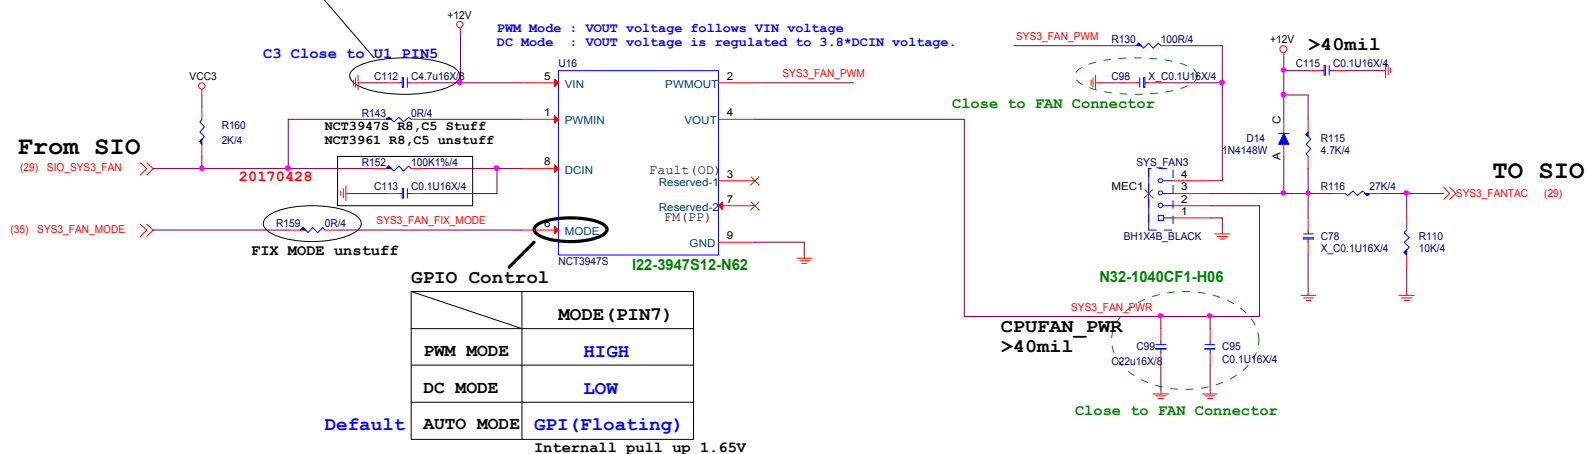 +12V
PWM Mode : VOUT voltage follows VIN voltage
DC Mode  : VOUT voltage is regulated to 3.8*DCIN voltage.
C3 Close to U1 PIN5
VCC3
C112 C4.7u16X/8
U16
5 VIN
PWMOUT 2
SYS3_FAN_PWM
R143 0R/4
1 PWMIN
VOUT 4
NCT3947S R8,C5 Stuff
NCT3961 R8,C5 unstuff
R160
2K/4
From SIO
(29) SIO_SYS3_FAN
20170428
R152 100K1%/4
8 DCIN
C113 C0.1U16X/4
Fault(OD)
Reserved-1 3
Reserved-2 7
FM(PP)
(35) SYS3_FAN_MODE
R159 0R/4
SYS3_FAN_FIX_MODE
6 MODE
FIX MODE unstuff
GND 9
NCT3947S
I22-3947S12-N62
GPIO Control
MODE(PIN7)
PWM MODE HIGH
DC MODE LOW
Default AUTO MODE GPI(Floating)
Internall pull up 1.65V
SYS3_FAN_PWM
R130 100R/4
C98 X_C0.1U16X/4
Close to FAN Connector
+12V
>40mil
C115 C0.1U16X/4
C
D14
1N4148W
A
R115
4.7K/4
SYS_FAN3
MEC1
4
3
2
1
BH1X4B_BLACK
TO SIO
R116 27K/4
SYS3_FANTAC (29)
C78
X_C0.1U16X/4
R110
10K/4
N32-1040CF1-H06
SYS3_FAN_PWR
CPUFAN_PWR
>40mil
C99
C22u16X/8
C95
C0.1U16X/4
Close to FAN Connector